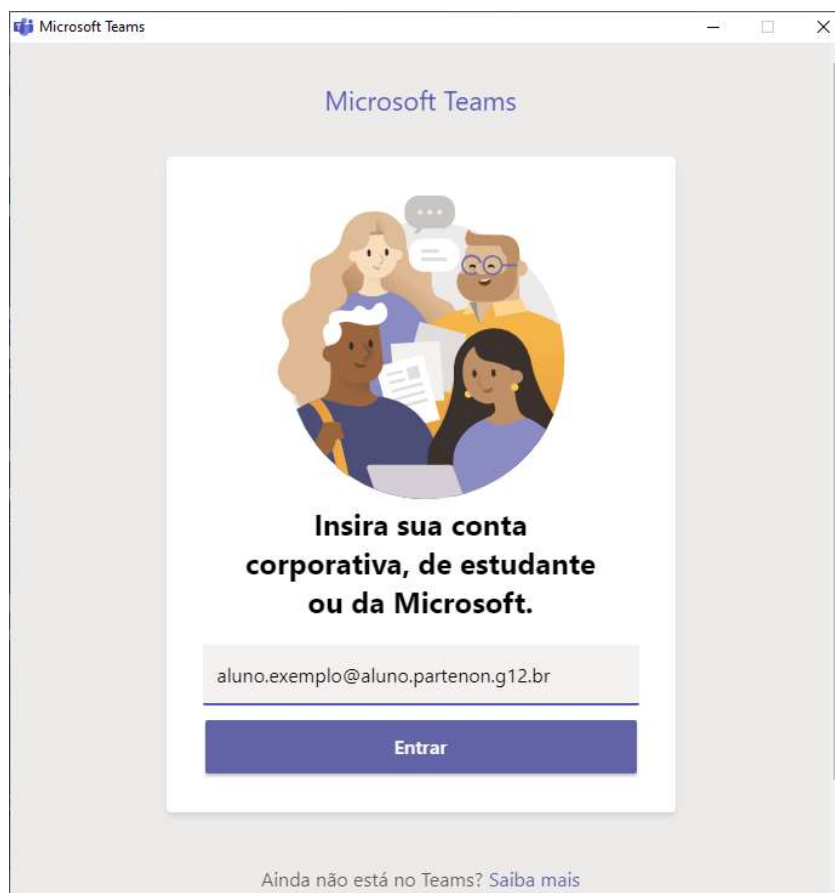 Microsoft Teams
Microsoft Teams
Insira sua conta
corporativa, de estudante
ou da Microsoft.
aluno.exemplo@aluno.partenon.g12.br
Entrar
Ainda não está no Teams? Saiba mais